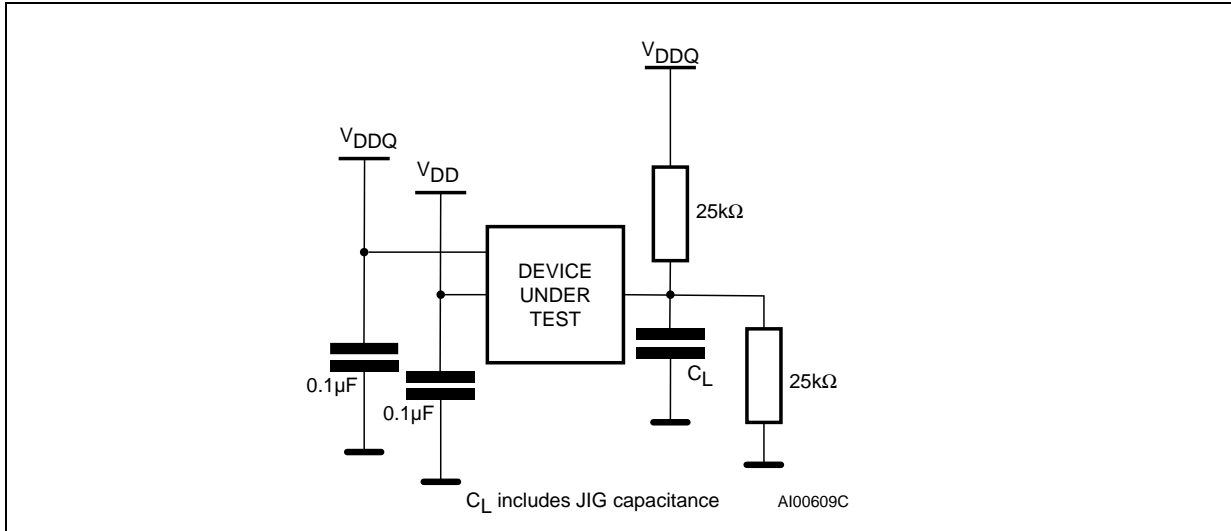 VDDQ
VDDQ
VDD
25kΩ
DEVICE
UNDER
TEST
0.1µF
0.1µF
CL
25kΩ
CL includes JIG capacitance
AI00609C